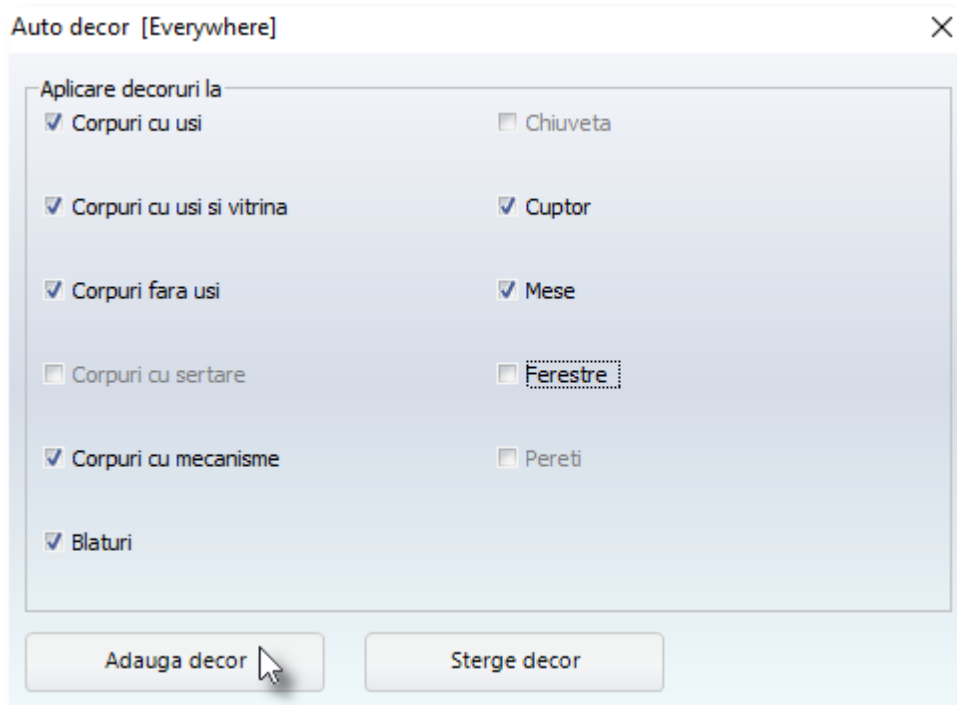 Auto decor [Everywhere]
Aplicare decoruri la
Corpuri cu usi
Chiuveta
Corpuri cu usi si vitrina
Cuptor
Corpuri fara usi
Mese
Corpuri cu sertare
Ferestre
Corpuri cu mecanisme
Pereti
Blaturi
Adauga decor
Sterge decor